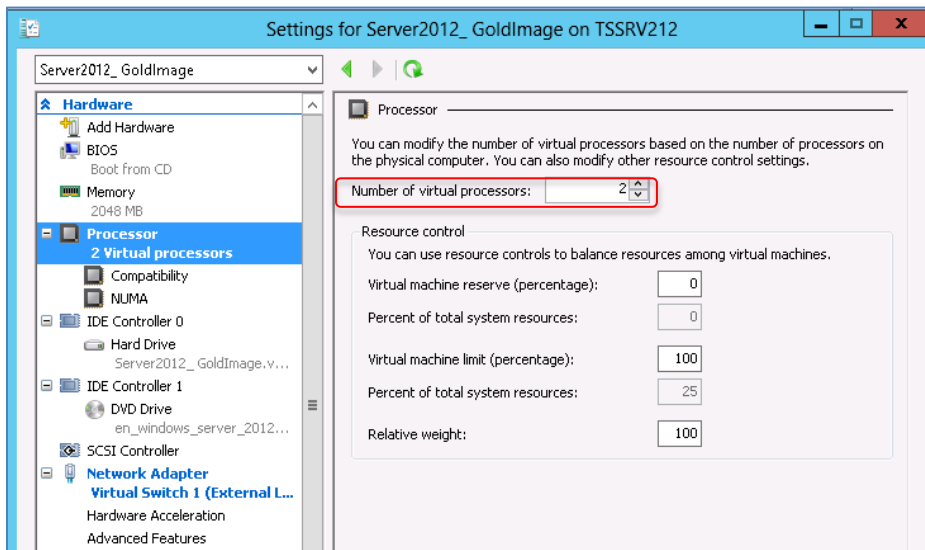 Settings for Server2012_ GoldImage on TSSRV212
x
Server2012_ GoldImage
Hardware
Add Hardware
BIOS
Boot from CD
Memory
2048 MB
Processor
2 Virtual processors
Compatibility
NUMA
IDE Controller 0
Hard Drive
Server2012_ GoldImage.v...
IDE Controller 1
DVD Drive
en_windows_server_2012...
SCSI Controller
Network Adapter
Virtual Switch 1 (External L...
Hardware Acceleration
Advanced Features
Processor
You can modify the number of virtual processors based on the number of processors on
the physical computer. You can also modify other resource control settings.
Number of virtual processors: 2
Resource control
You can use resource controls to balance resources among virtual machines.
Virtual machine reserve (percentage): 0
Percent of total system resources: 0
Virtual machine limit (percentage): 100
Percent of total system resources: 25
Relative weight: 100